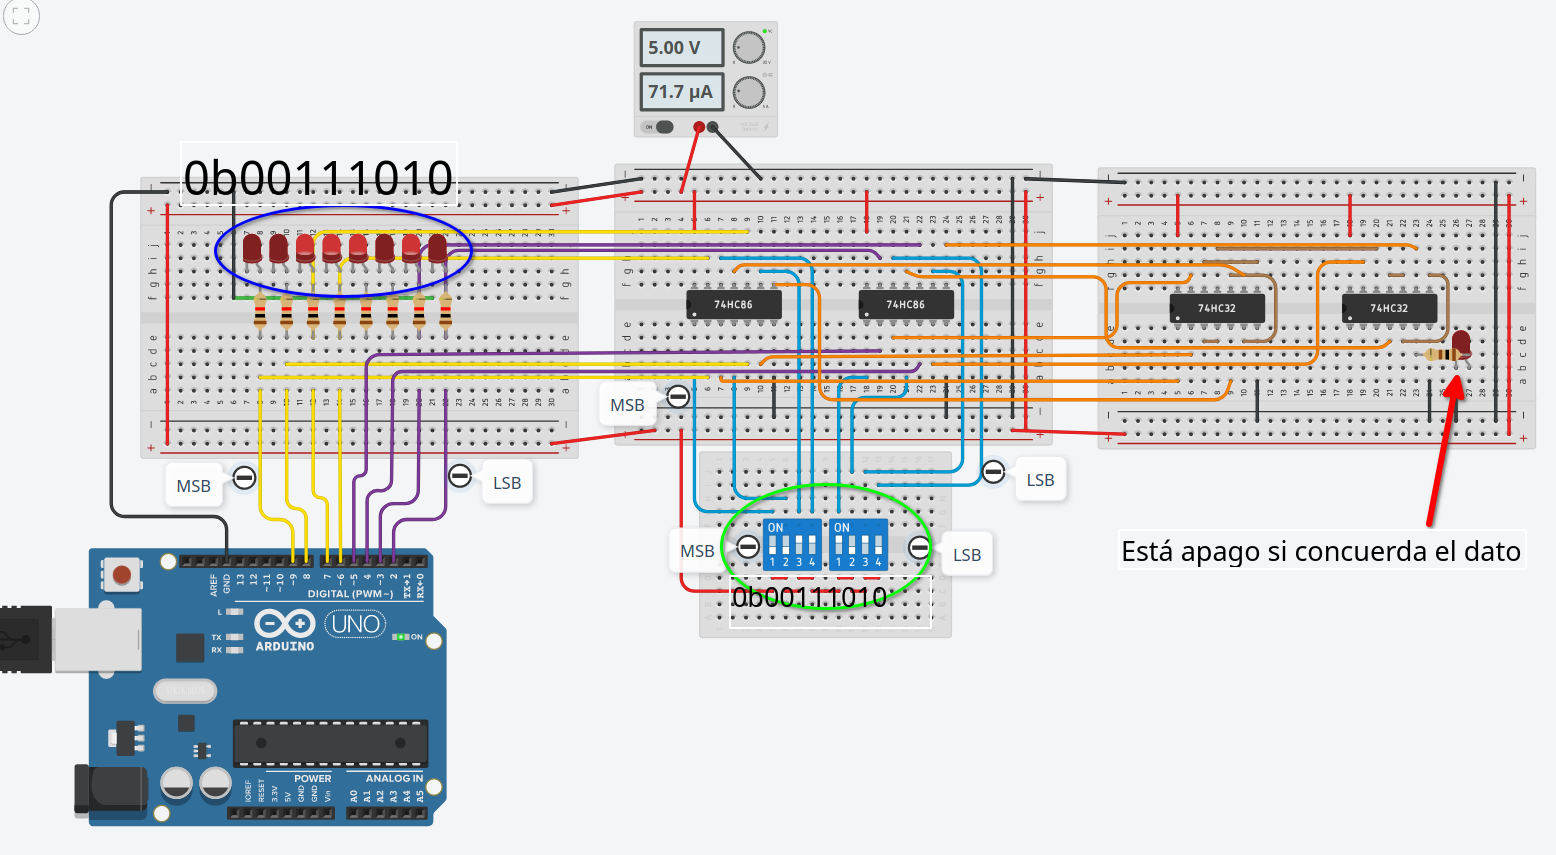 5.00 V
71.7 µA
ON
0b00111010
74HC86
74HC86
74HC32
74HC32
MSB
MSB
LSB
LSB
MSB
LSB
ON
ON
1 2 3 4
1 2 3 4
0b00111010
Está apago si concuerda el dato
AREF
GND
13
12
~11
~10
~9
8
7
~6
~5
4
~3
2
TX→1
RX←0
DIGITAL (PWM~)
L
TX
RX
ARDUINO
UNO
ON
POWER
ANALOG IN
IOREF
RESET
3.3V
5V
GND
GND
Vin
A0
A1
A2
A3
A4
A5